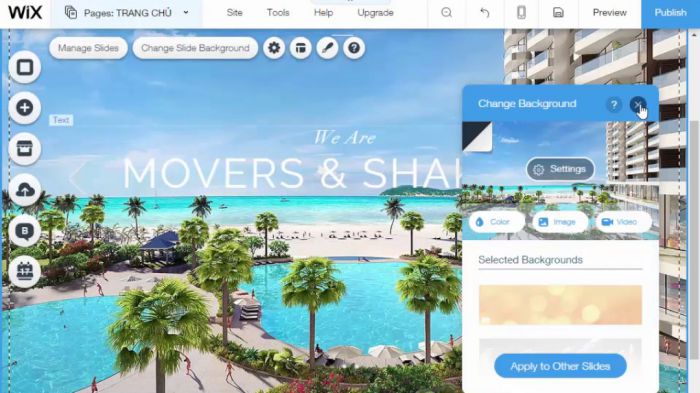 WiX
Pages: TRANG CHỦ
Site
Tools
Help
Upgrade
Preview
Publish
Manage Slides
Change Slide Background
?
Text
We Are
MOVERS & SHA
Change Background
?
Settings
Color
Image
Video
Selected Backgrounds
Apply to Other Slides
B
17